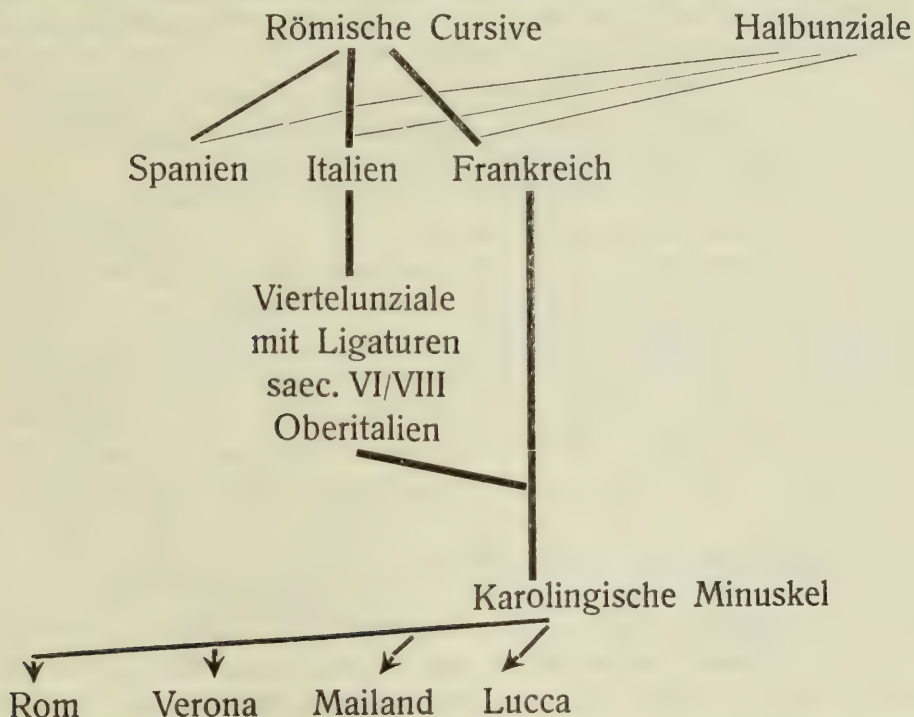 Römische Cursive Halbunziale
Spanien Italien Frankreich
Viertelunziale
mit Ligaturen
saec. VI/VIII
Oberitalien
Karolingische Minuskel
Rom Verona Mailand Lucca